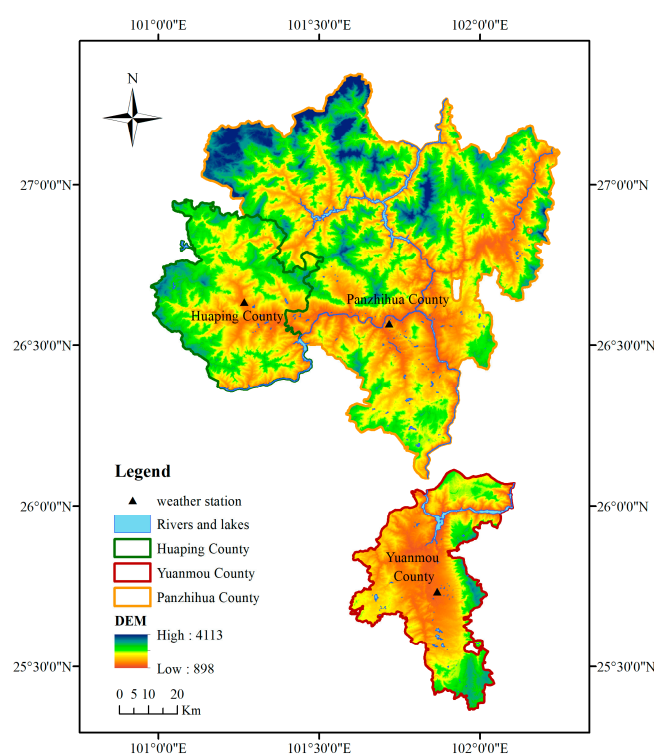 101°0'0"E 101°30'0"E 102°0'0"E
N
27°0'0"N 27°0'0"N
Panzhihua County
Huaping County
26°30'0"N 26°30'0"N
Legend
weather station
26°0'0"N 26°0'0"N
Rivers and lakes
Huaping County
Yuanmou
County
Yuanmou County
Panzhihua County
DEM
High : 4113
Low : 898
25°30'0"N 25°30'0"N
0 5 10 20
Km
101°0'0"E 101°30'0"E 102°0'0"E